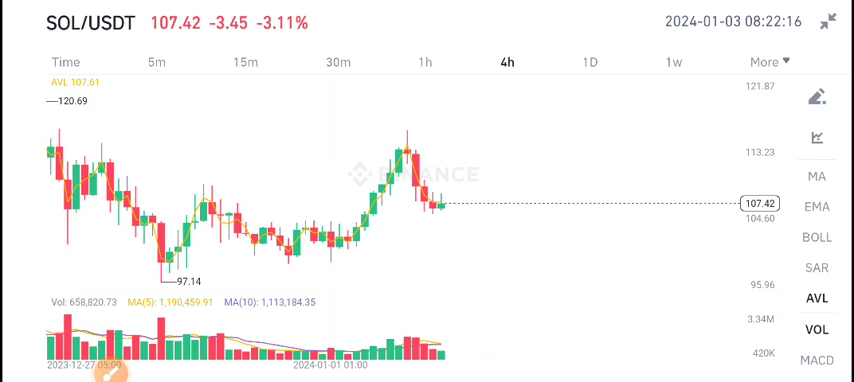 SOL/USDT 107.42 -3.45 -3.11% 2024-01-03 08:22:16
Time 5m 15m 30m 1h 4h 1D 1w More
AVL 107.61
121.87
120.69
113.23
BINANCE
MA
107.42
EMA
104.60
BOLL
SAR
97.14
95.96
AVL
Vol: 658,820.73 MA(5): 1,190,459.91 MA(10): 1,113,184.35
3.34M
VOL
420K
MACD
2023-12-27 05:00 2024-01-01 01:00